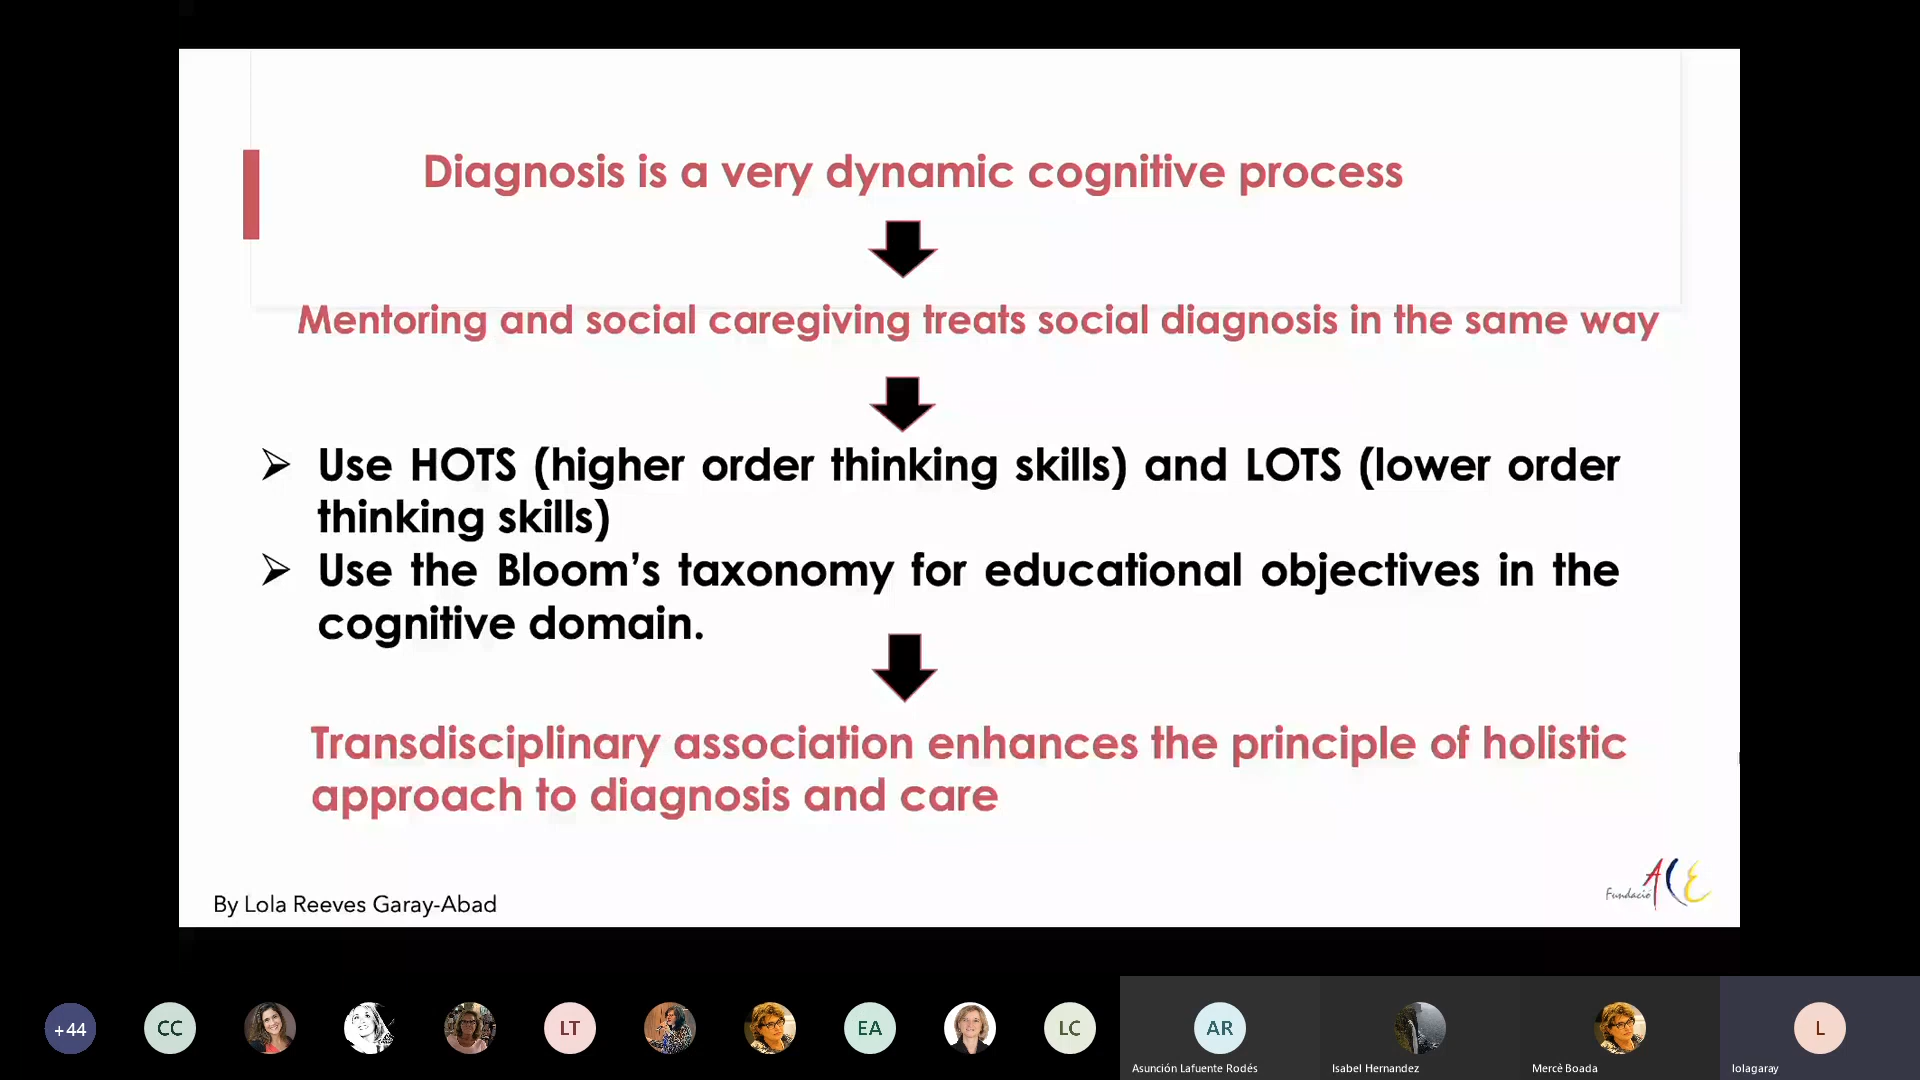 Diagnosis is a very dynamic cognitive process
Mentoring and social caregiving treats social diagnosis in the same way
➢ Use HOTS (higher order thinking skills) and LOTS (lower order
thinking skills)
➢ Use the Bloom’s taxonomy for educational objectives in the
cognitive domain.
Transdisciplinary association enhances the principle of holistic
approach to diagnosis and care
By Lola Reeves Garay-Abad
Fundació ACE
+44
CC
LT
EA
LC
AR
L
Asunción Lafuente Rodés
Isabel Hernandez
Mercè Boada
lolagaray